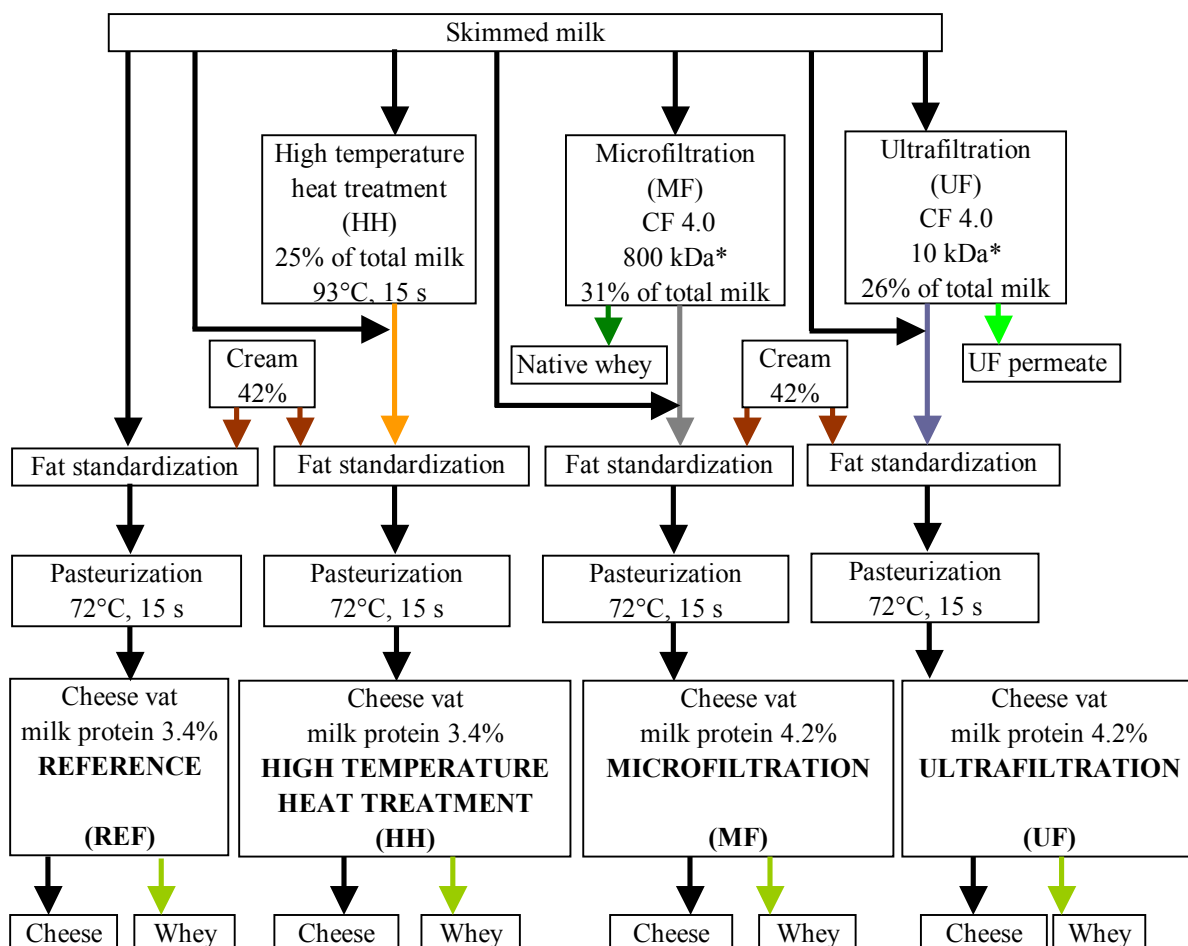 Skimmed milk
High temperature
heat treatment
(HH)
25% of total milk
93°C, 15 s
Microfiltration
(MF)
CF 4.0
800 kDa*
31% of total milk
Ultrafiltration
(UF)
CF 4.0
10 kDa*
26% of total milk
Cream
42%
Native whey
Cream
42%
UF permeate
Fat standardization
Fat standardization
Fat standardization
Fat standardization
Pasteurization
72°C, 15 s
Pasteurization
72°C, 15 s
Pasteurization
72°C, 15 s
Pasteurization
72°C, 15 s
Cheese vat
milk protein 3.4%
REFERENCE
(REF)
Cheese vat
milk protein 3.4%
HIGH TEMPERATURE
HEAT TREATMENT
(HH)
Cheese vat
milk protein 4.2%
MICROFILTRATION
(MF)
Cheese vat
milk protein 4.2%
ULTRAFILTRATION
(UF)
Cheese
Whey
Cheese
Whey
Cheese
Whey
Cheese
Whey